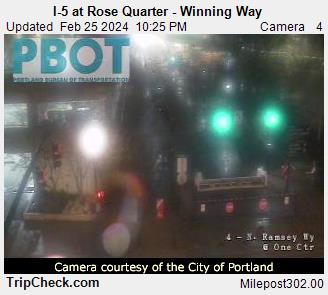 I-5 at Rose Quarter - Winning Way
Updated Feb 25 2024 10:25 PM Camera 4
PBOT
PORTLAND BUREAU OF TRANSPORTATION
4 - N. Ramsey Wy
@ One Ctr
Camera courtesy of the City of Portland
TripCheck.com Milepost302.00